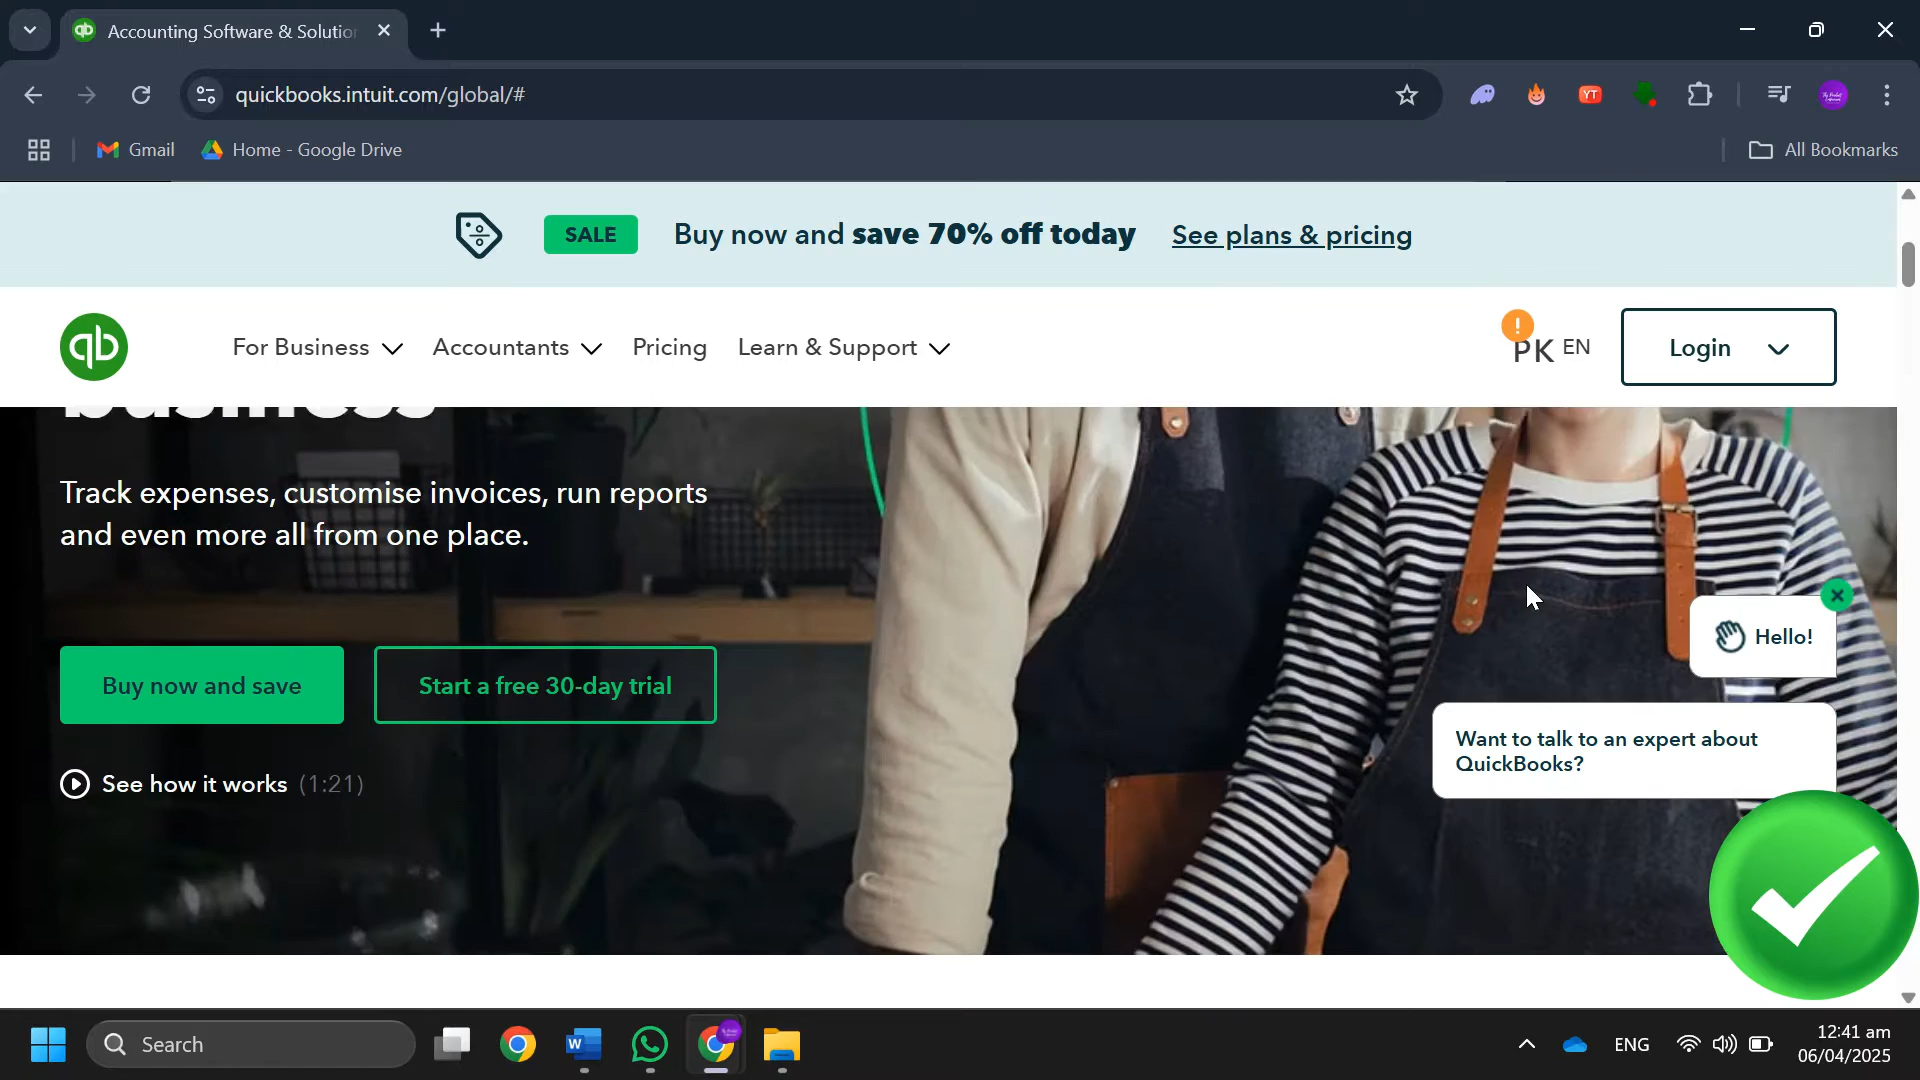 Accounting Software & Solutio
quickbooks.intuit.com/global/#
YT
Gmail
Home - Google Drive
All Bookmarks
SALE
Buy now and save 70% off today
See plans & pricing
qb
For Business
Accountants
Pricing
Learn & Support
!
PK EN
Login
business
Track expenses, customise invoices, run reports
and even more all from one place.
Hello!
Buy now and save
Start a free 30-day trial
Want to talk to an expert about
QuickBooks?
See how it works (1:21)
Search
W
ENG
12:41 am
06/04/2025